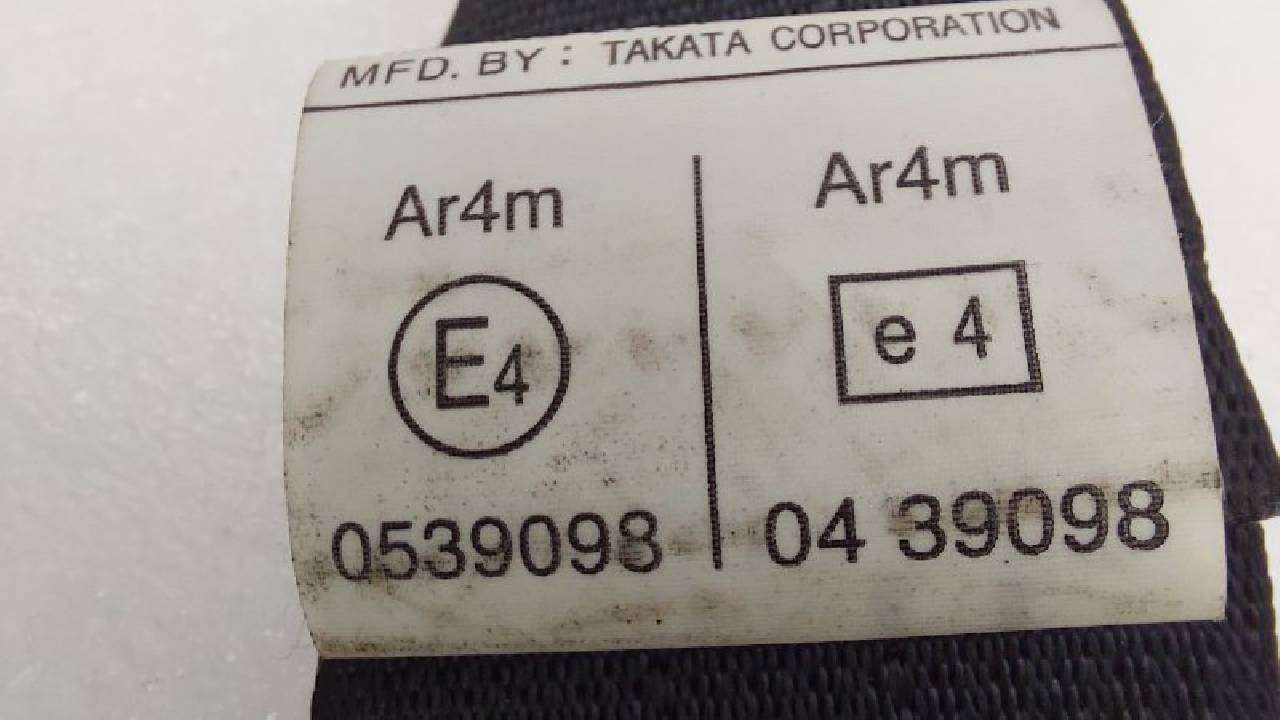 MFD. BY : TAKATA CORPORATION
Ar4m
E4
0539098
Ar4m
e 4
04 39098